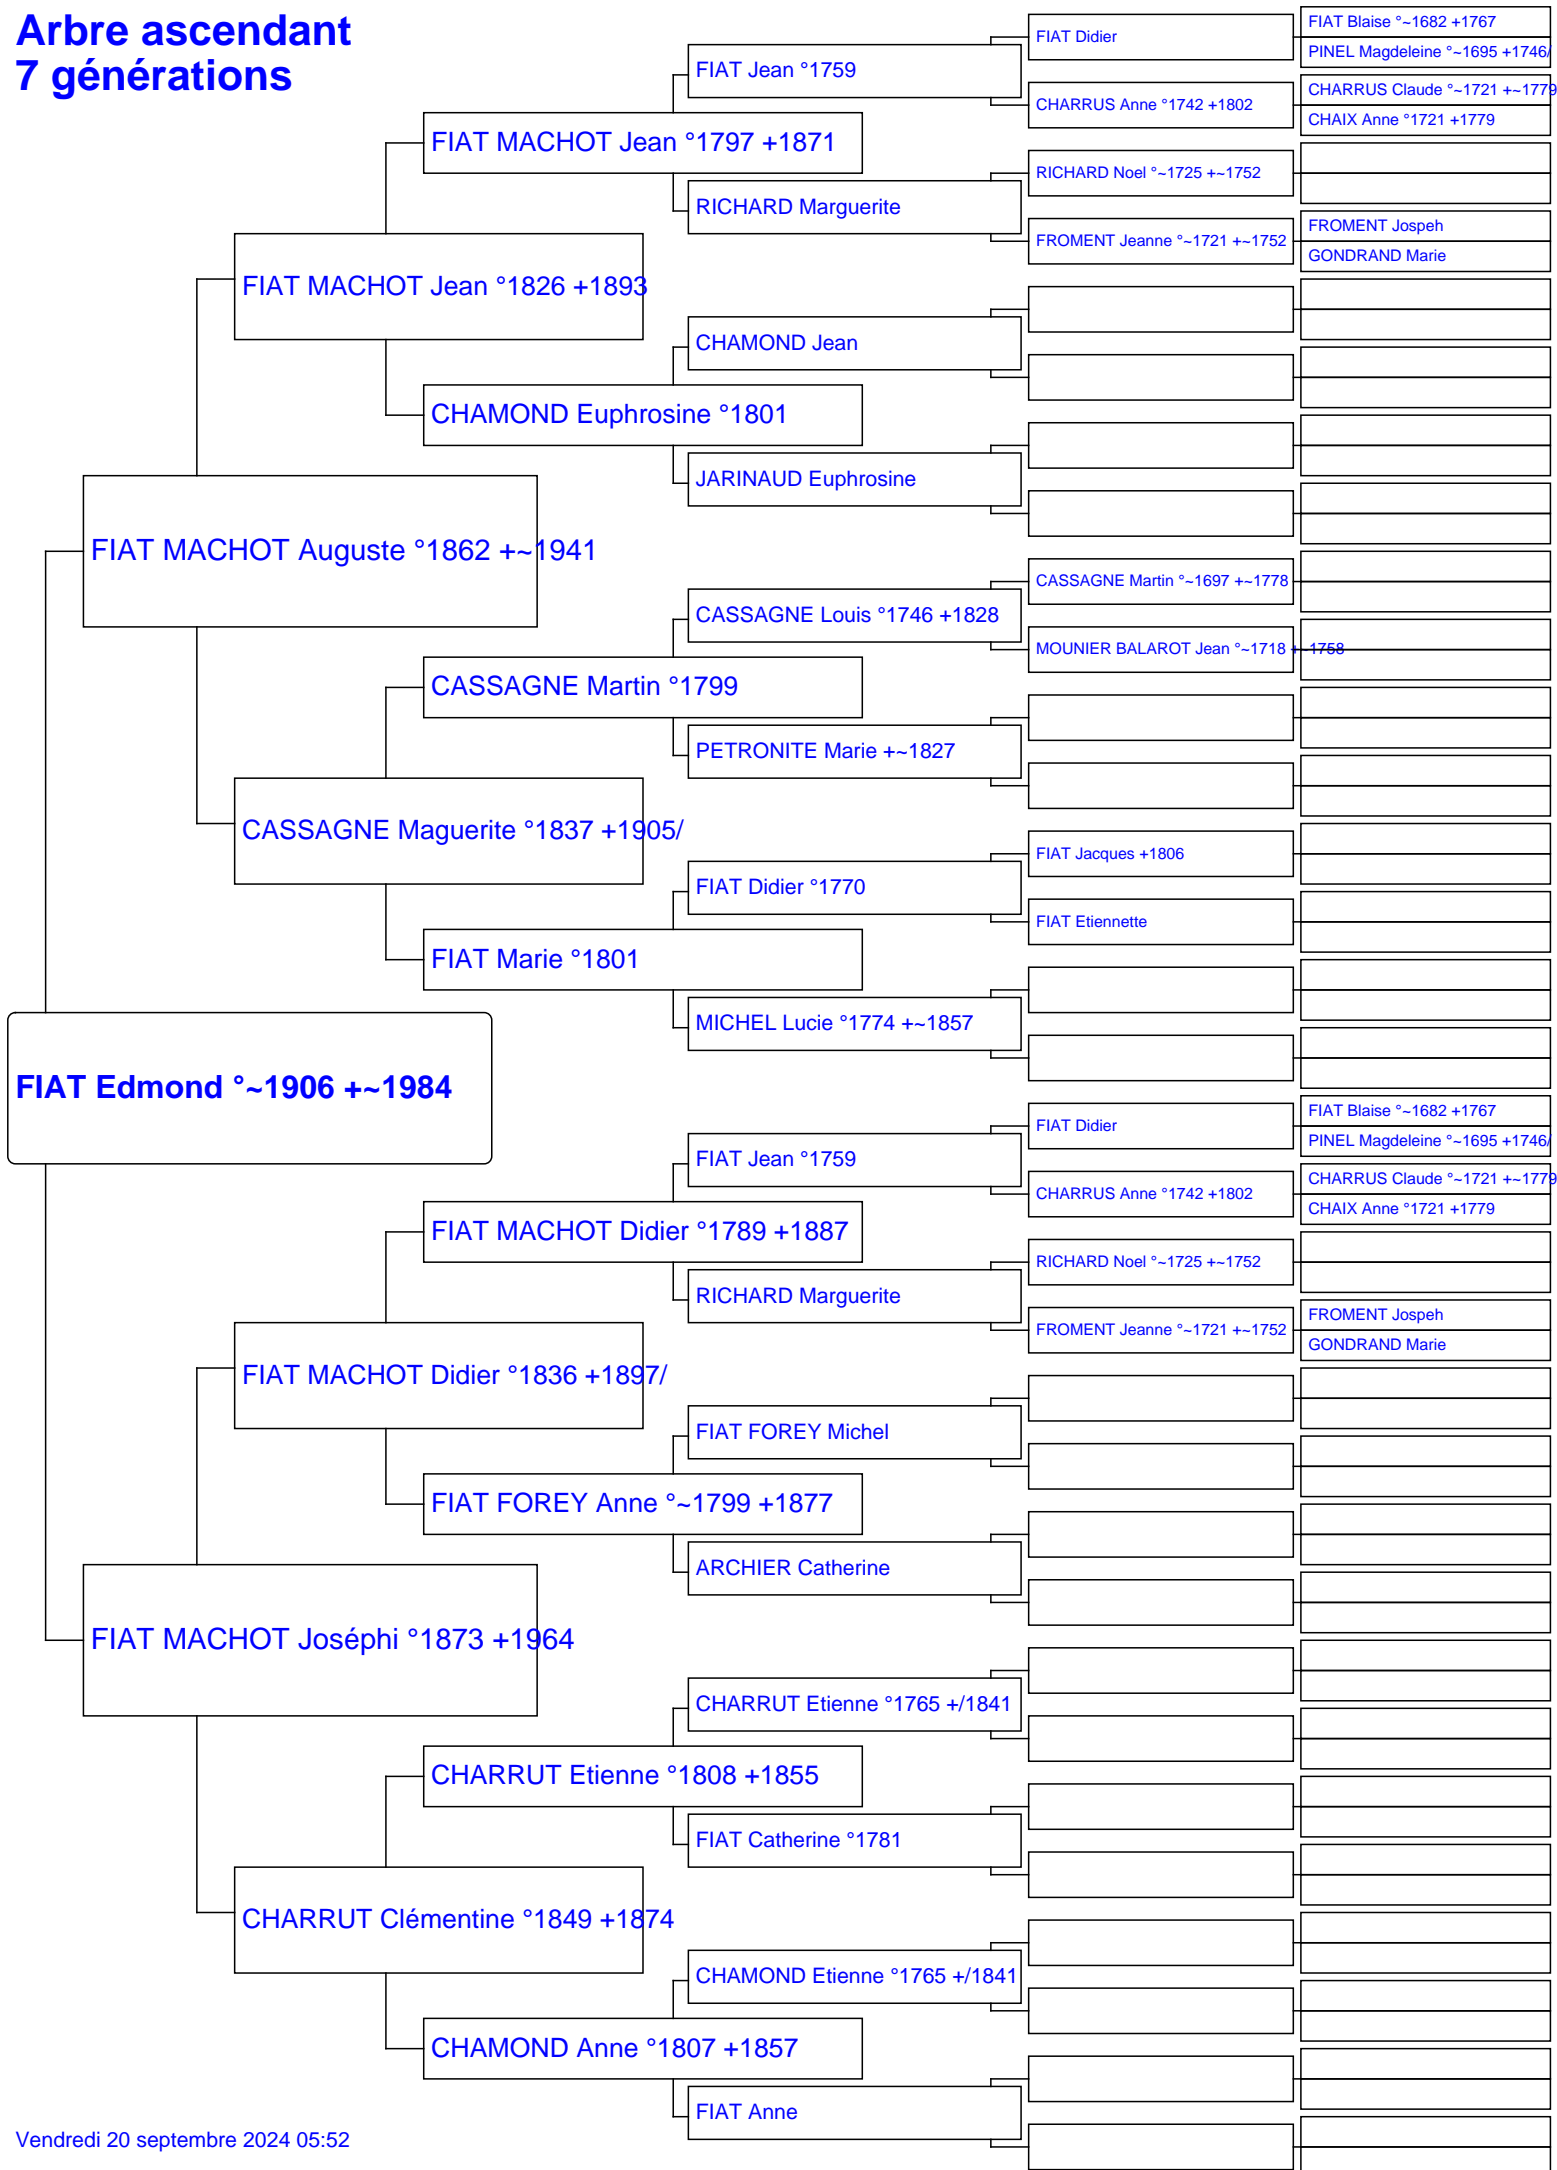 Arbre ascendant
7 générations
FIAT Blaise °~1682 +1767
FIAT Didier
PINEL Magdeleine °~1695 +1746/
FIAT Jean °1759
CHARRUS Claude °~1721 +~1779
CHARRUS Anne °1742 +1802
CHAIX Anne °1721 +1779
FIAT MACHOT Jean °1797 +1871
RICHARD Noel °~1725 +~1752
RICHARD Marguerite
FROMENT Jospeh
FROMENT Jeanne °~1721 +~1752
GONDRAND Marie
FIAT MACHOT Jean °1826 +1893
CHAMOND Jean
CHAMOND Euphrosine °1801
JARINAUD Euphrosine
FIAT MACHOT Auguste °1862 +~1941
CASSAGNE Martin °~1697 +~1778
CASSAGNE Louis °1746 +1828
MOUNIER BALAROT Jean °~1718 +~1758
CASSAGNE Martin °1799
PETRONITE Marie +~1827
CASSAGNE Maguerite °1837 +1905/
FIAT Jacques +1806
FIAT Didier °1770
FIAT Etiennette
FIAT Marie °1801
MICHEL Lucie °1774 +~1857
FIAT Edmond °~1906 +~1984
FIAT Blaise °~1682 +1767
FIAT Didier
PINEL Magdeleine °~1695 +1746/
FIAT Jean °1759
CHARRUS Claude °~1721 +~1779
CHARRUS Anne °1742 +1802
CHAIX Anne °1721 +1779
FIAT MACHOT Didier °1789 +1887
RICHARD Noel °~1725 +~1752
RICHARD Marguerite
FROMENT Jospeh
FROMENT Jeanne °~1721 +~1752
GONDRAND Marie
FIAT MACHOT Didier °1836 +1897/
FIAT FOREY Michel
FIAT FOREY Anne °~1799 +1877
ARCHIER Catherine
FIAT MACHOT Joséphi °1873 +1964
CHARRUT Etienne °1765 +/1841
CHARRUT Etienne °1808 +1855
FIAT Catherine °1781
CHARRUT Clémentine °1849 +1874
CHAMOND Etienne °1765 +/1841
CHAMOND Anne °1807 +1857
FIAT Anne
Vendredi 20 septembre 2024 05:52